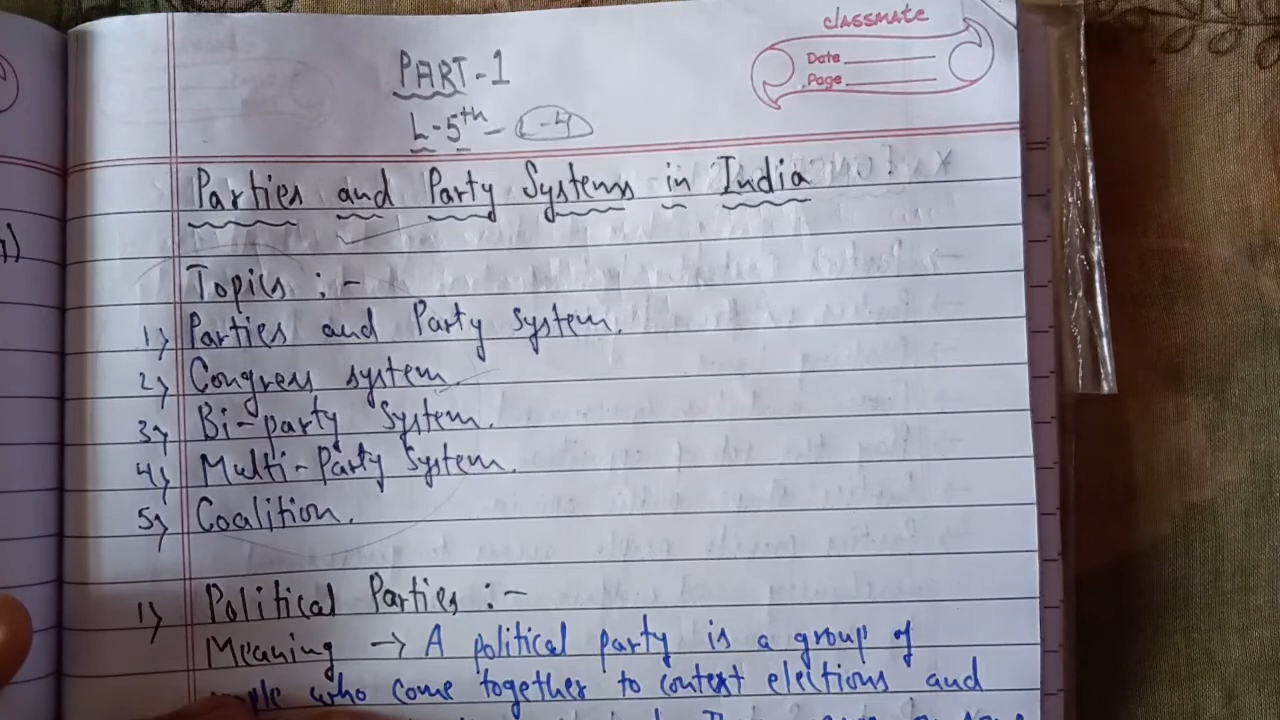 classmate
Date
Page
PART-1
L-5th - L-4
Parties and Party Systems in India
Topics :-
1) Parties and Party System.
2) Congress system.
3) Bi-party System.
4) Multi-Party System.
5) Coalition.
1) Political Parties :-
Meaning → A political party is a group of
who come together to contest elections and